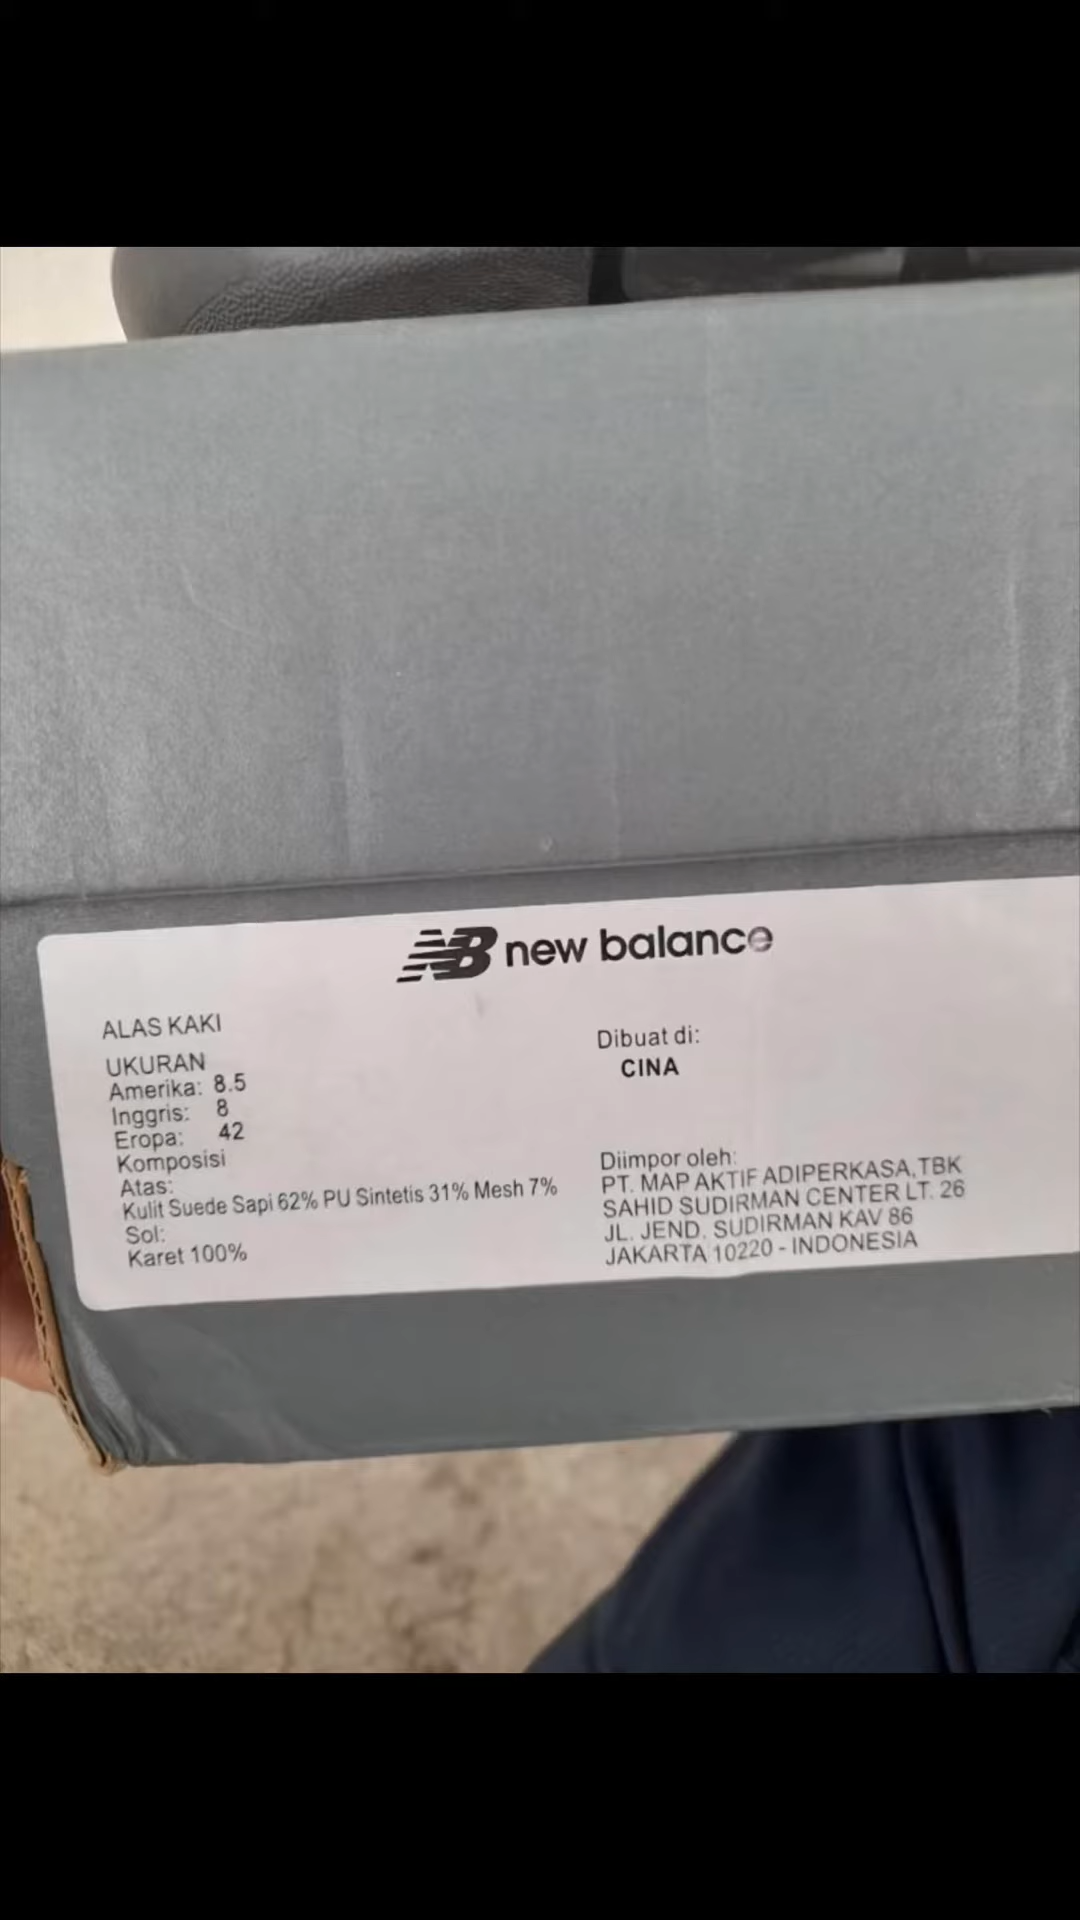 NB new balance
ALAS KAKI
UKURAN
Amerika: 8.5
Inggris: 8
Eropa: 42
Komposisi
Atas:
Kulit Suede Sapi 62% PU Sintetis 31% Mesh 7%
Sol:
Karet 100%
Dibuat di:
CINA
Diimpor oleh:
PT. MAP AKTIF ADIPERKASA,TBK
SAHID SUDIRMAN CENTER LT. 26
JL. JEND. SUDIRMAN KAV 86
JAKARTA 10220 - INDONESIA